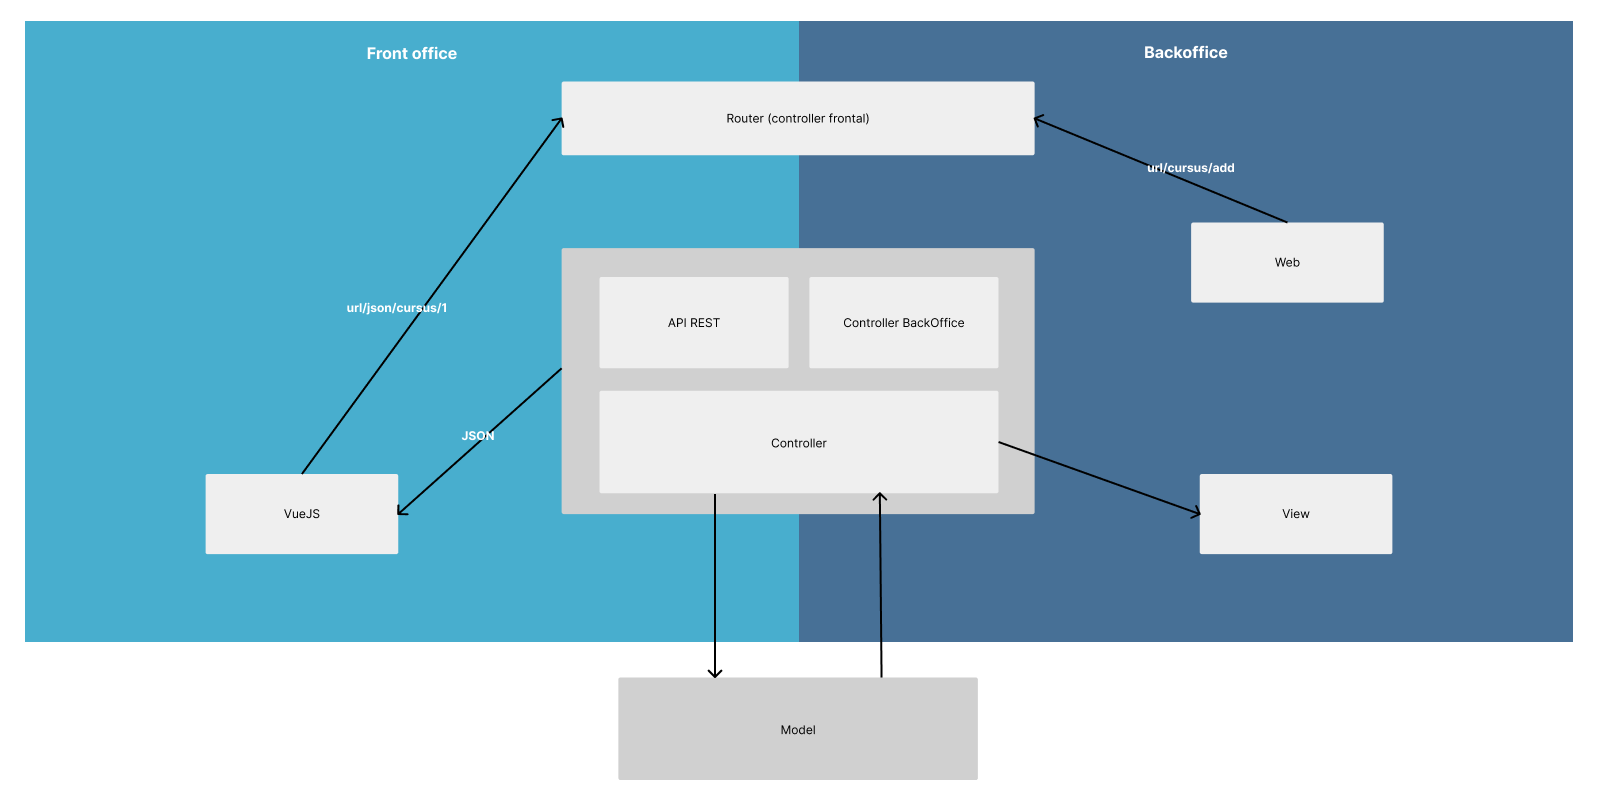 Front office
Backoffice
Router (controller frontal)
url/cursus/add
Web
url/json/cursus/1
API REST
Controller BackOffice
JSON
Controller
VueJS
View
Model